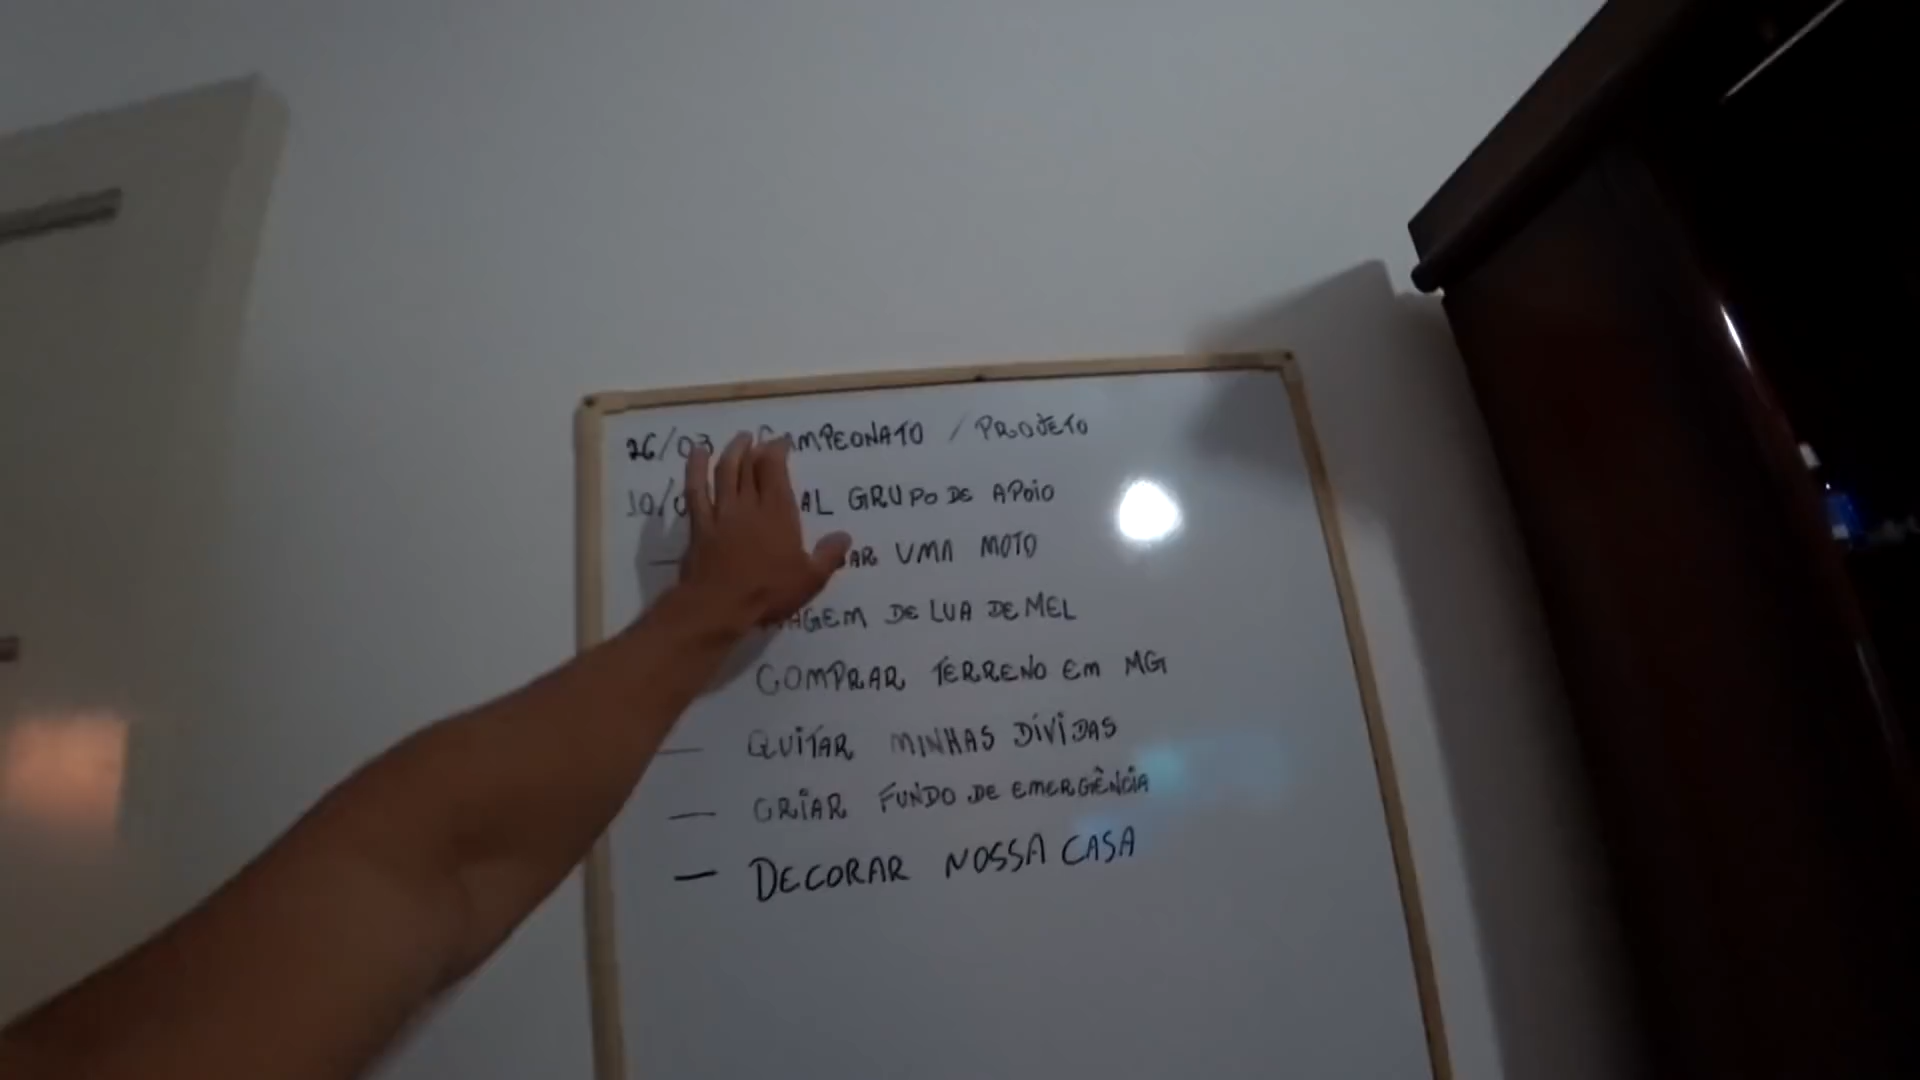 26/03 CAMPEONATO / PROJETO
GRUPO DE APOIO
UMA MOTO
DE LUA DE MEL
COMPRAR TERRENO EM MG
— QUITAR MINHAS DÍVIDAS
— CRIAR FUNDO DE EMERGÊNCIA
— DECORAR NOSSA CASA